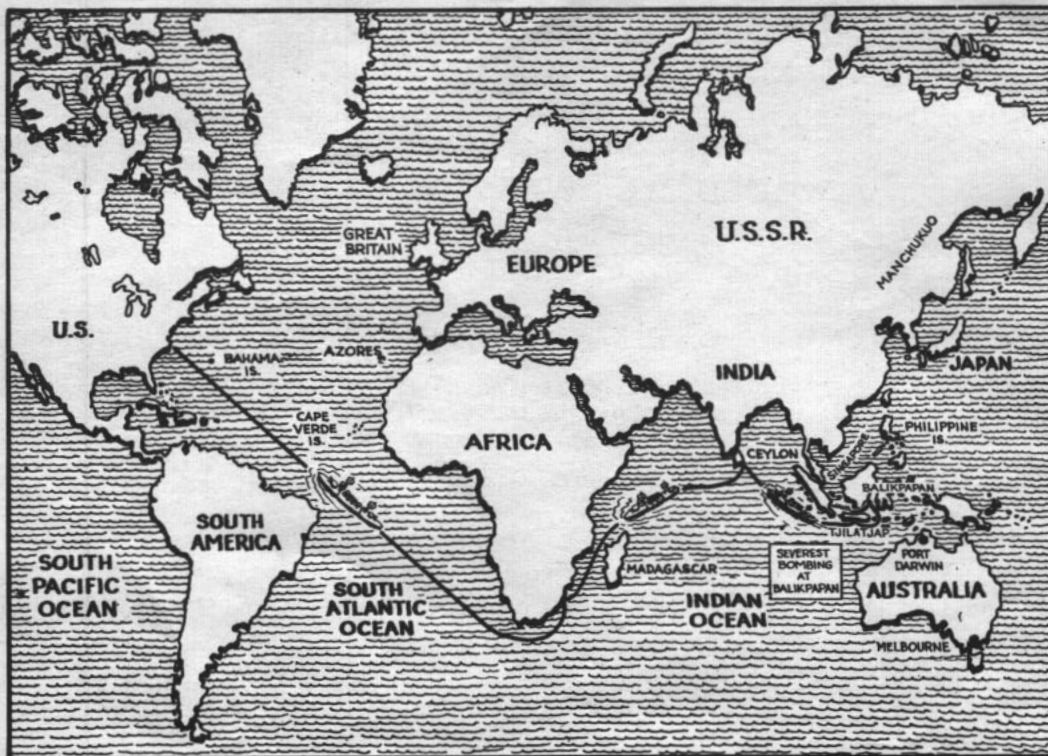 GREAT
BRITAIN
EUROPE
U.S.S.R.
MANCHUKUO
U.S.
BAHAMA
IS.
AZORES
INDIA
JAPAN
CAPE
VERDE
IS.
AFRICA
CEYLON
SINGAPORE
PHILIPPINE
IS.
BALIKPAPAN
SOUTH
AMERICA
TJILATJAP
SOUTH
PACIFIC
OCEAN
SOUTH
ATLANTIC
OCEAN
MADAGASCAR
INDIAN
OCEAN
SEVEREST
BOMBING
AT
BALIKPAPAN
PORT
DARWIN
AUSTRALIA
MELBOURNE